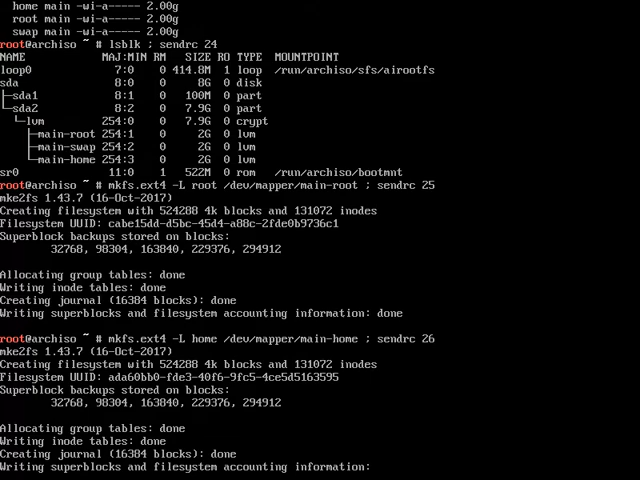 home main -wi-a----- 2.00g
root main -wi-a----- 2.00g
swap main -wi-a----- 2.00g
root@archiso ~ # lsblk ; sendrc 24
NAME MAJ:MIN RM SIZE RO TYPE MOUNTPOINT
loop0 7:0 0 414.8M 1 loop /run/archiso/sfs/airootfs
sda 8:0 0 8G 0 disk
├─sda1 8:1 0 100M 0 part
└─sda2 8:2 0 7.9G 0 part
└─lvm 254:0 0 7.9G 0 crypt
├─main-root 254:1 0 2G 0 lvm
├─main-swap 254:2 0 2G 0 lvm
└─main-home 254:3 0 2G 0 lvm
sr0 11:0 1 522M 0 rom /run/archiso/bootmnt
root@archiso ~ # mkfs.ext4 -L root /dev/mapper/main-root ; sendrc 25
mke2fs 1.43.7 (16-Oct-2017)
Creating filesystem with 524288 4k blocks and 131072 inodes
Filesystem UUID: cabe15dd-d5bc-45d4-a88c-2fde0b9736c1
Superblock backups stored on blocks:
32768, 98304, 163840, 229376, 294912
Allocating group tables: done
Writing inode tables: done
Creating journal (16384 blocks): done
Writing superblocks and filesystem accounting information: done
root@archiso ~ # mkfs.ext4 -L home /dev/mapper/main-home ; sendrc 26
mke2fs 1.43.7 (16-Oct-2017)
Creating filesystem with 524288 4k blocks and 131072 inodes
Filesystem UUID: ada60bb0-fde3-40f6-9fc5-4ce5d5163595
Superblock backups stored on blocks:
32768, 98304, 163840, 229376, 294912
Allocating group tables: done
Writing inode tables: done
Creating journal (16384 blocks): done
Writing superblocks and filesystem accounting information: